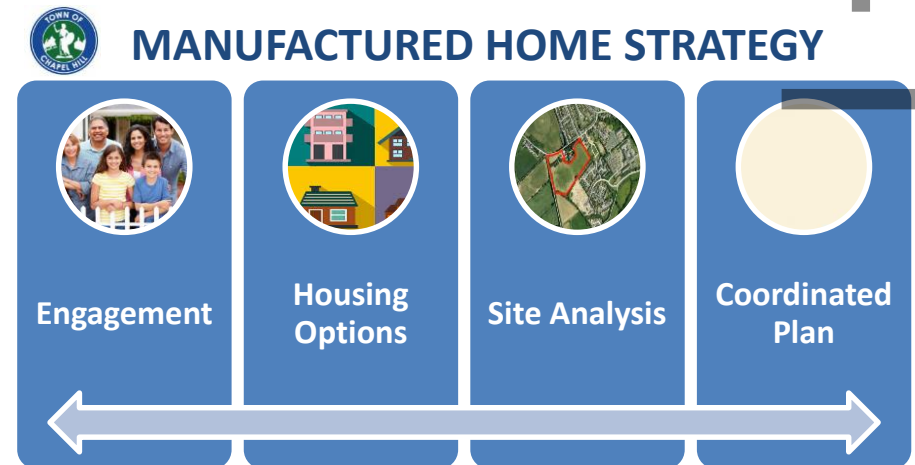 TOWN OF
CHAPEL HILL
MANUFACTURED HOME STRATEGY
Engagement
Housing
Options
Site Analysis
Coordinated
Plan